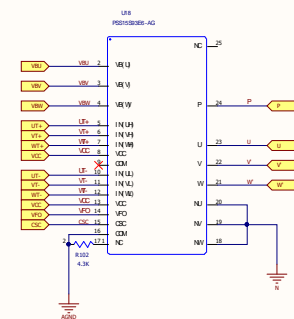 U18
PSS15S93E6-AG
NC 25
VBU 2 VB(U)
VBV 3 VB(V)
VBW 4 VB(W) P 24 P P
UT+ UT+ 5 IN(UH)
VT+ VT+ 6 IN(VH)
WT+ WT+ 7 IN(WH) U 23 U U
VCC VCC 8 VCC
9 COM V 22 V' V'
UT- UT- 10 IN(UL)
VT- VT- 11 IN(VL) W 21 W' W'
WT- WT- 12 IN(WL)
VCC VCC 13 VCC NU 20
VFO VFO 14 VFO
CSC CSC 15 CSC NV 19
16 COM
2 1 17 NC NW 18
R102
4.3K
AGND
N